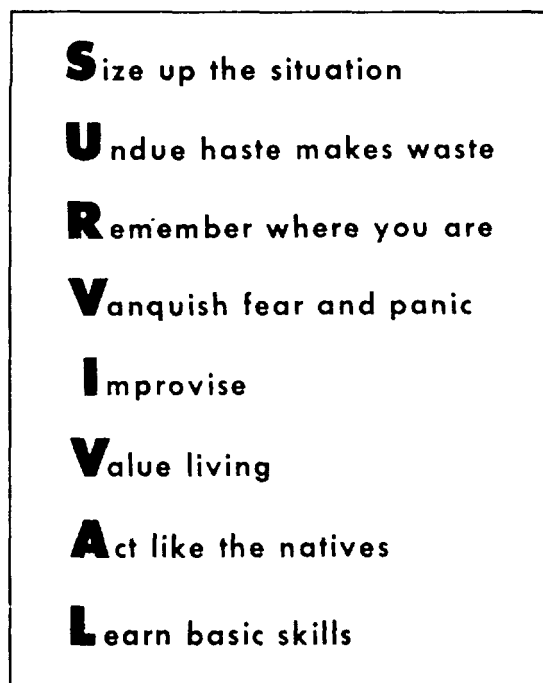 Size up the situation
Undue haste makes waste
Remember where you are
Vanquish fear and panic
Improvise
Value living
Act like the natives
Learn basic skills